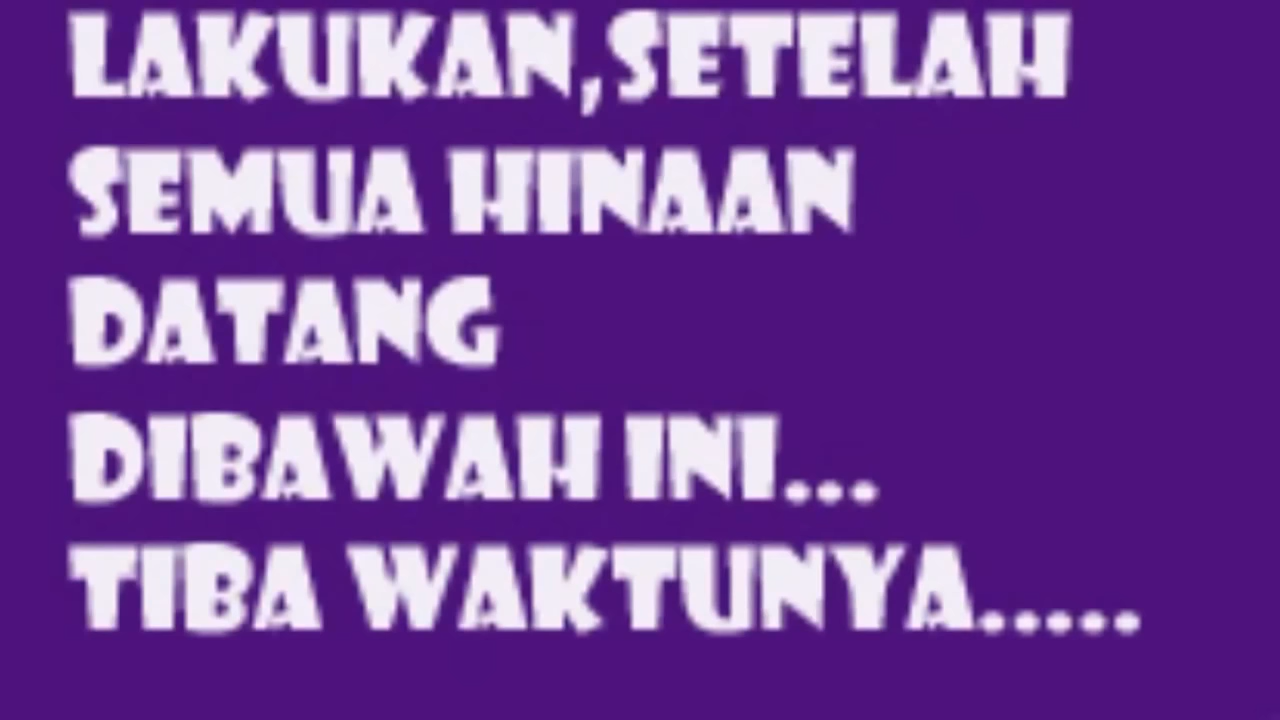 LAKUKAN,SETELAH
SEMUA HINAAN
DATANG
DIBAWAH INI...
TIBA WAKTUNYA.....